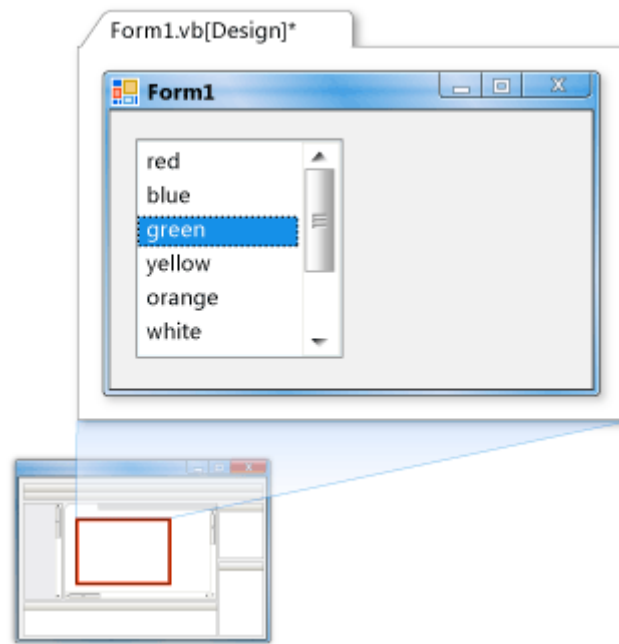 Form1.vb[Design]*
Form1
red
blue
green
yellow
orange
white